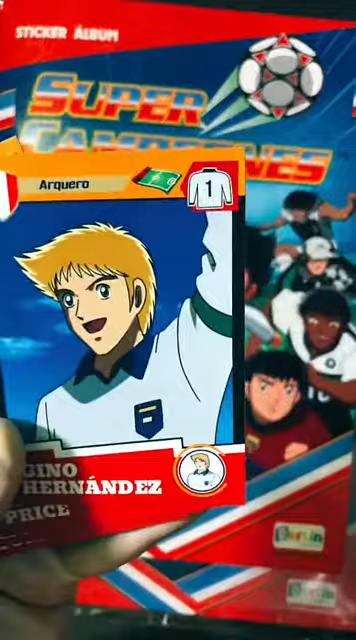 STICKER ÁLBUM
SUPER
CAMPEONES
Arquero
1
GINO
HERNÁNDEZ
PRICE